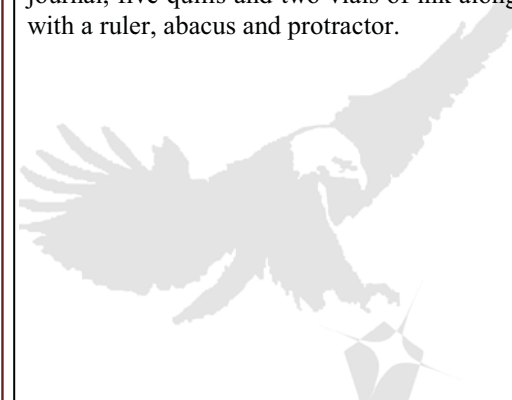 journal, five quills and two vials of ink along
with a ruler, abacus and protractor.